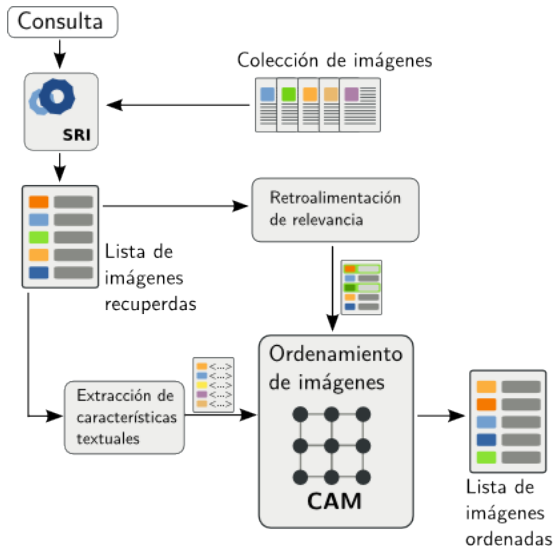 Consulta
Colección de imágenes
SRI
Retroalimentación
de relevancia
Lista de
imágenes
recuperdas
Ordenamiento
de imágenes
<...>
<...>
<...>
<...>
<...>
Extracción de
características
textuales
CAM
Lista de
imágenes
ordenadas